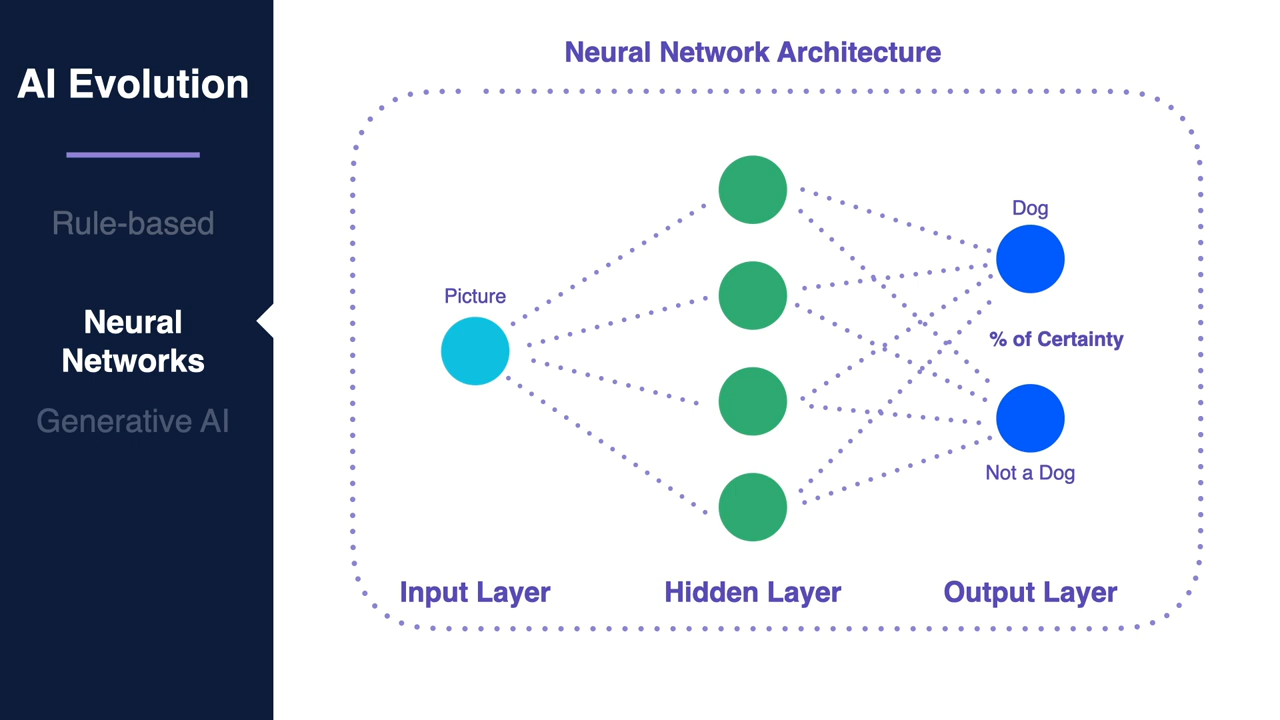 AI Evolution
Rule-based
Neural
Networks
Generative AI
Neural Network Architecture
Picture
Dog
% of Certainty
Not a Dog
Input Layer
Hidden Layer
Output Layer